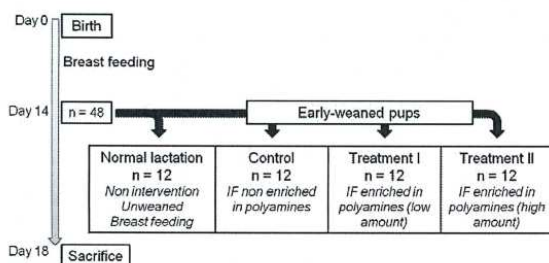 Day 0
Birth
Breast feeding
Day 14
n = 48
Early-weaned pups
Normal lactation
n = 12
Non intervention
Unweaned
Breast feeding
Control
n = 12
IF non enriched
in polyamines
Treatment I
n = 12
IF enriched in
polyamines (low
amount)
Treatment II
n = 12
IF enriched in
polyamines (high
amount)
Day 18
Sacrifice